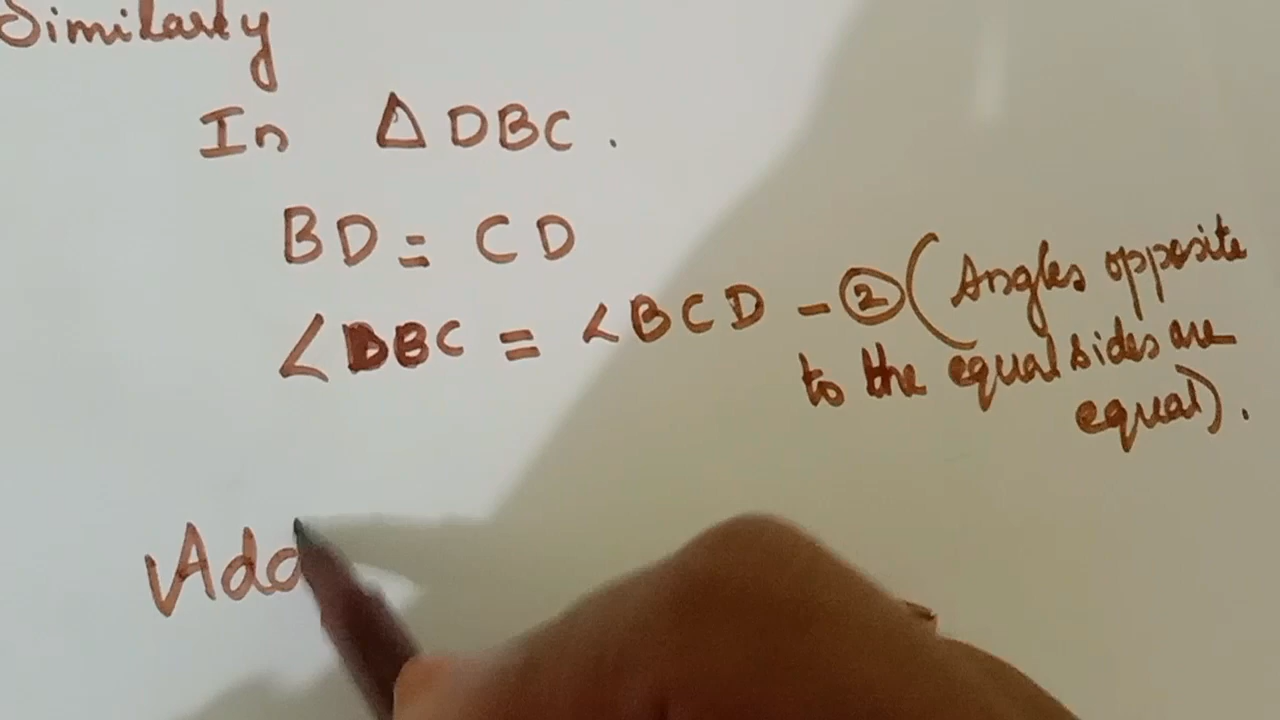 Similarly
In △DBC.
BD = CD
∠DBC = ∠BCD - ② (Angles opposite
to the equal sides are
equal).
Add